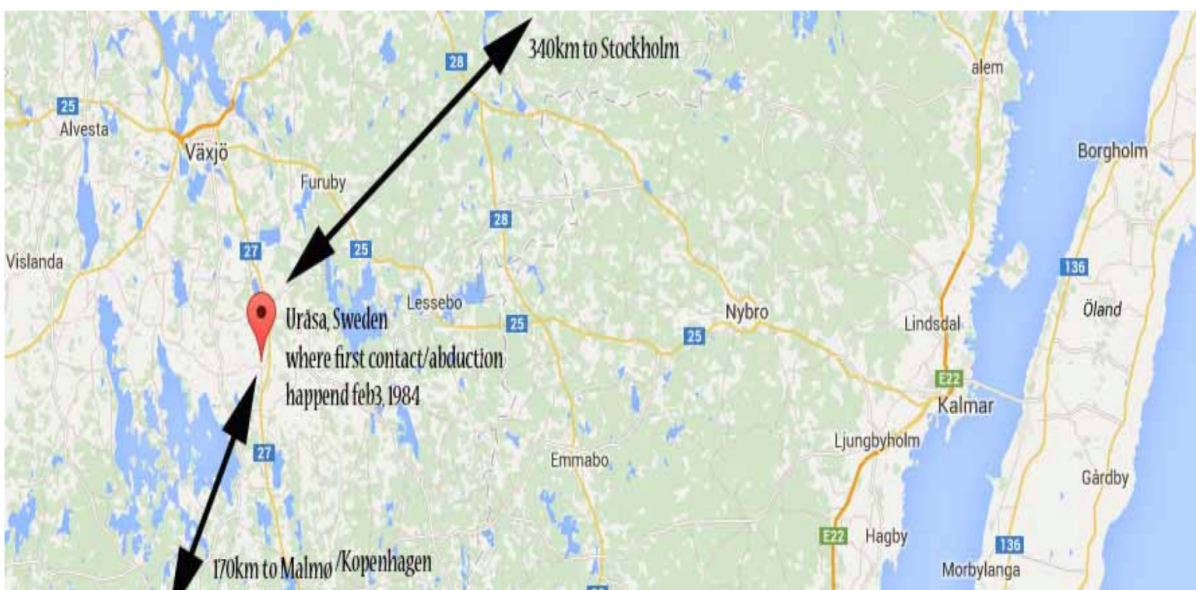 340km to Stockholm
28
alem
25
Alvesta
Växjö
Borgholm
Furuby
28
27
25
Vislanda
136
Lessebo
Öland
Uråsa, Sweden
Nybro
Lindsdal
25
25
where first contact/abduction
happend feb3, 1984
E22
Kalmar
Ljungbyholm
27
Emmabo
Gårdby
E22
Hagby
136
170km to Malmø/Kopenhagen
Morbylanga